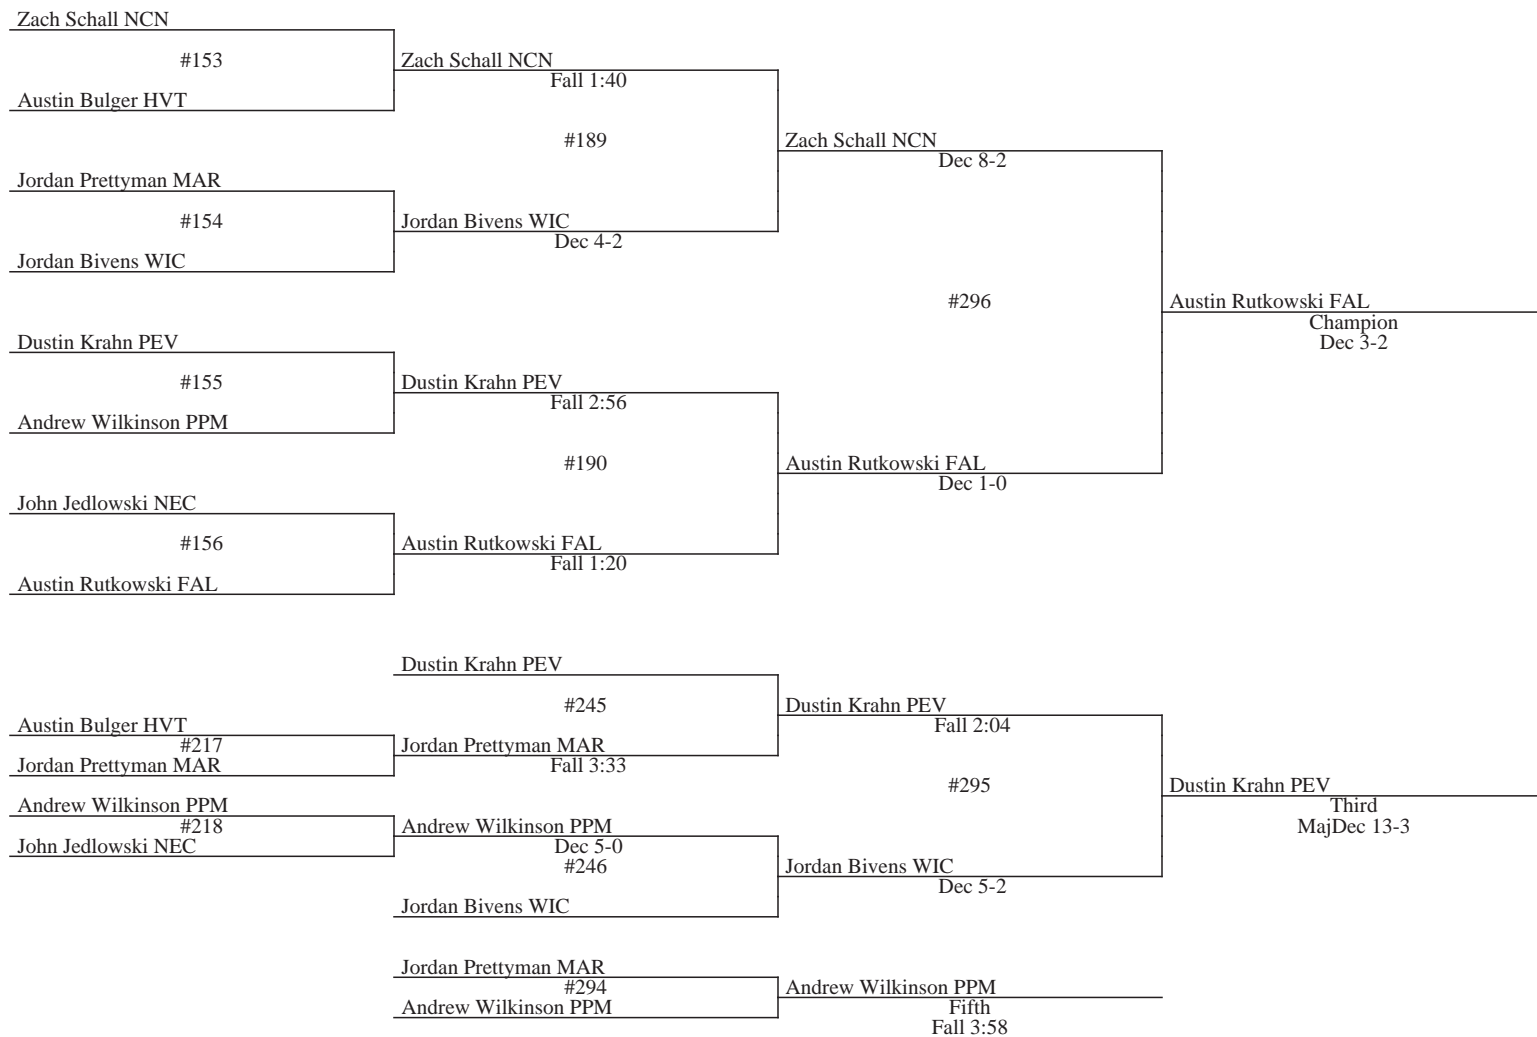 Zach Schall NCN
#153
Austin Bulger HVT
Zach Schall NCN
Fall 1:40
#189
Jordan Prettyman MAR
#154
Jordan Bivens WIC
Jordan Bivens WIC
Dec 4-2
Zach Schall NCN
Dec 8-2
#296
Dustin Krahn PEV
#155
Andrew Wilkinson PPM
Dustin Krahn PEV
Fall 2:56
#190
John Jedlowski NEC
#156
Austin Rutkowski FAL
Austin Rutkowski FAL
Fall 1:20
Austin Rutkowski FAL
Dec 1-0
Austin Rutkowski FAL
Champion
Dec 3-2
Dustin Krahn PEV
#245
Austin Bulger HVT
#217
Jordan Prettyman MAR
Jordan Prettyman MAR
Fall 3:33
Dustin Krahn PEV
Fall 2:04
#295
Andrew Wilkinson PPM
#218
John Jedlowski NEC
Andrew Wilkinson PPM
Dec 5-0
#246
Jordan Bivens WIC
Jordan Bivens WIC
Dec 5-2
Dustin Krahn PEV
Third
MajDec 13-3
Jordan Prettyman MAR
#294
Andrew Wilkinson PPM
Andrew Wilkinson PPM
Fifth
Fall 3:58